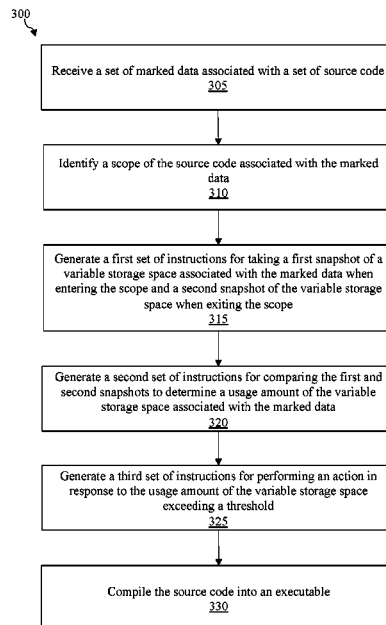 300
Receive a set of marked data associated with a set of source code
305
Identify a scope of the source code associated with the marked
data
310
Generate a first set of instructions for taking a first snapshot of a
variable storage space associated with the marked data when
entering the scope and a second snapshot of the variable storage
space when exiting the scope
315
Generate a second set of instructions for comparing the first and
second snapshots to determine a usage amount of the variable
storage space associated with the marked data
320
Generate a third set of instructions for performing an action in
response to the usage amount of the variable storage space
exceeding a threshold
325
Compile the source code into an executable
330